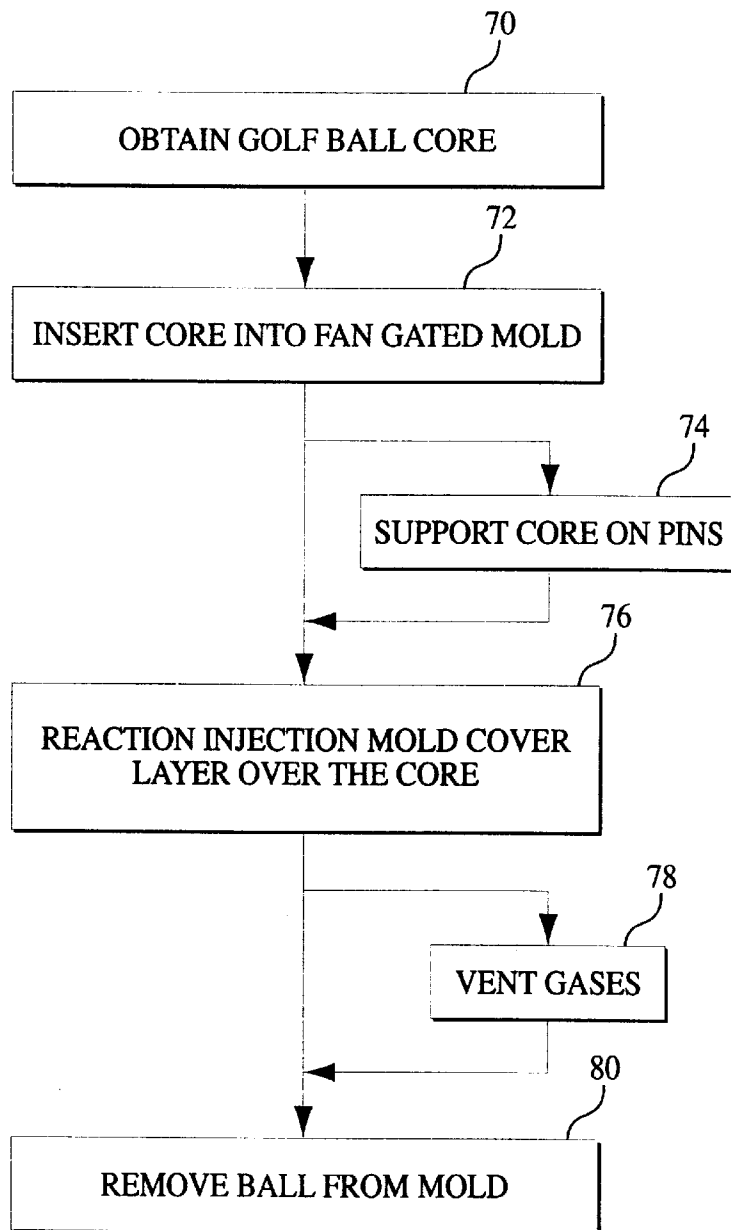 70
OBTAIN GOLF BALL CORE
72
INSERT CORE INTO FAN GATED MOLD
74
SUPPORT CORE ON PINS
76
REACTION INJECTION MOLD COVER
LAYER OVER THE CORE
78
VENT GASES
80
REMOVE BALL FROM MOLD